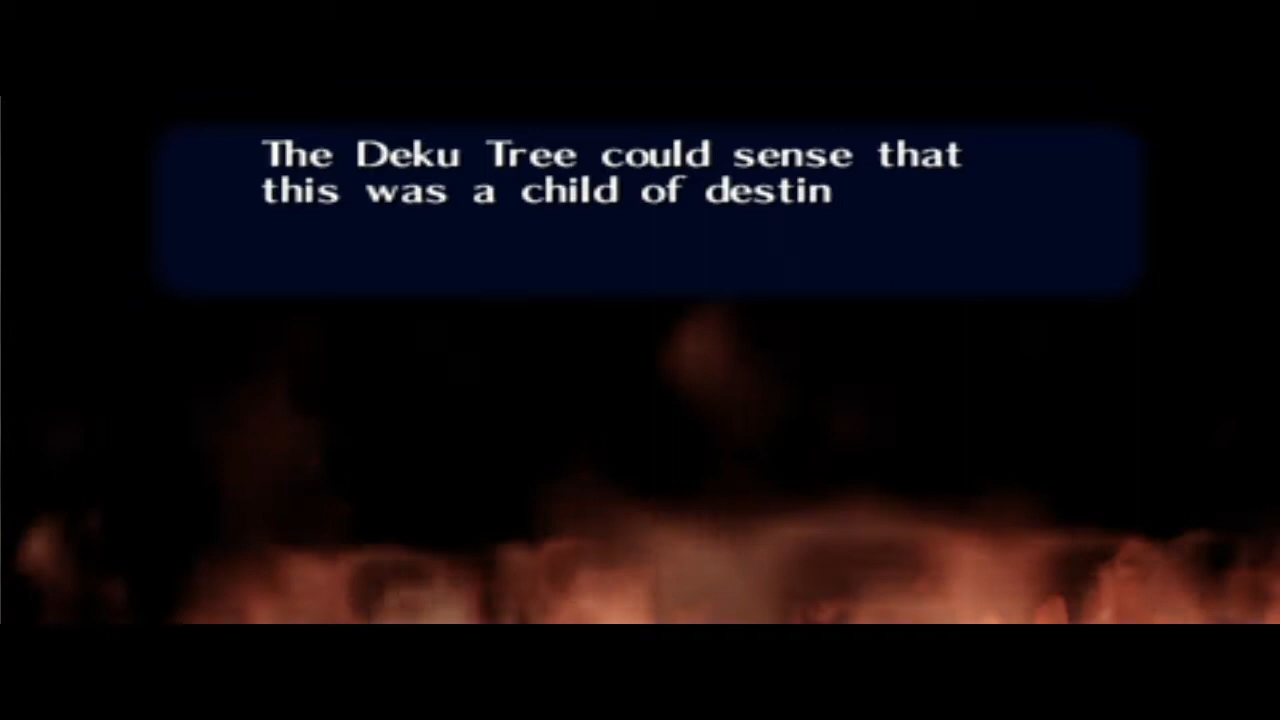 The Deku Tree could sense that
this was a child of destin